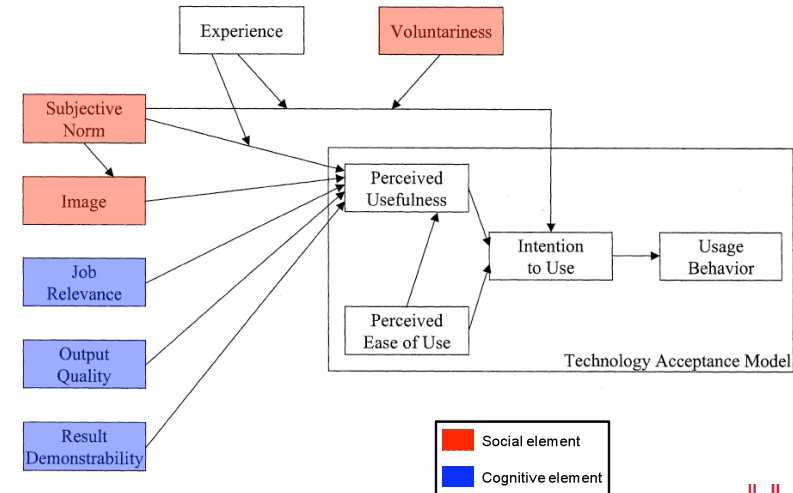 Experience
Voluntariness
Subjective
Norm
Image
Job
Relevance
Output
Quality
Result
Demonstrability
Perceived
Usefulness
Perceived
Ease of Use
Intention
to Use
Usage
Behavior
Technology Acceptance Model
Social element
Cognitive element